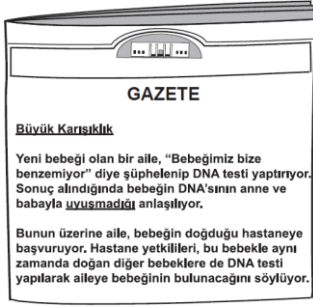 GAZETE
Büyük Karışıklık
Yeni bebeği olan bir aile, “Bebeğimiz bize
benzemiyor” diye şüphelenip DNA testi yaptırıyor.
Sonuç alındığında bebeğin DNA’sının anne ve
babayla uyuşmadığı anlaşılıyor.
Bunun üzerine aile, bebeğin doğduğu hastaneye
başvuruyor. Hastane yetkilileri, bu bebekle aynı
zamanda doğan diğer bebeklere de DNA testi
yapılarak aileye bebeğinin bulunacağını söylüyor.